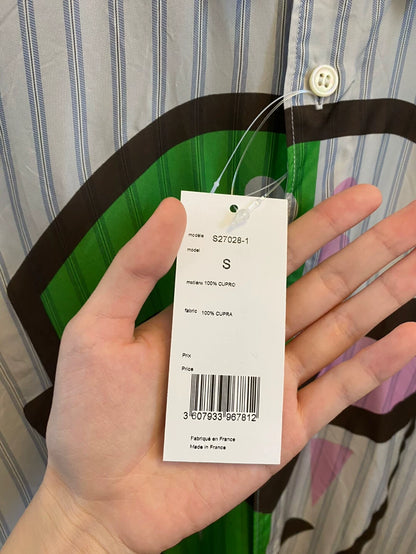 modèle S27028-1
model
S
matière 100% CUPRO
fabric 100% CUPRA
Prix
Price
3 607933 967812
Fabriqué en France
Made in France